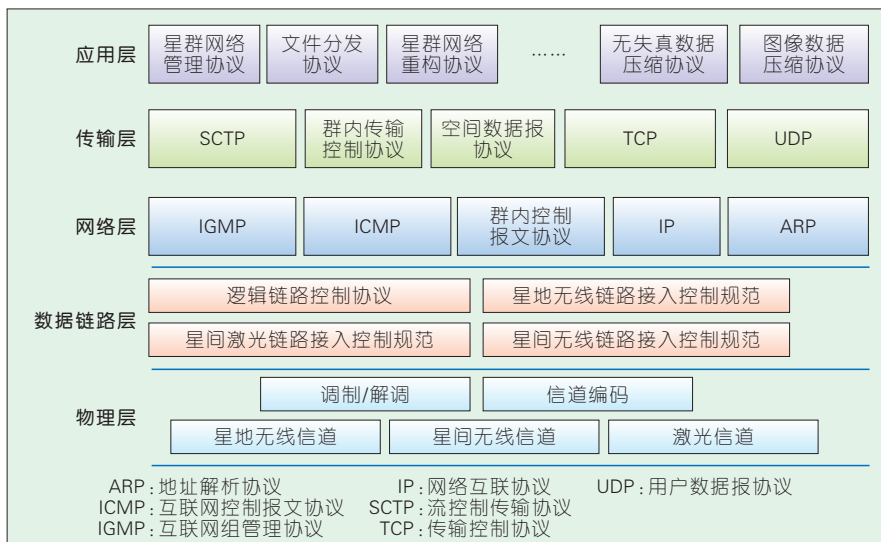 应用层
星群网络
管理协议
文件分发
协议
星群网络
重构协议
……
无失真数据
压缩协议
图像数据
压缩协议
传输层
SCTP
群内传输
控制协议
空间数据报
协议
TCP
UDP
网络层
IGMP
ICMP
群内控制
报文协议
IP
ARP
数据链路层
逻辑链路控制协议
星地无线链路接入控制规范
星间激光链路接入控制规范
星间无线链路接入控制规范
物理层
调制/解调
信道编码
星地无线信道
星间无线信道
激光信道
ARP:地址解析协议 IP:网络互联协议 UDP:用户数据报协议
ICMP:互联网控制报文协议 SCTP:流控制传输协议
IGMP:互联网组管理协议 TCP:传输控制协议